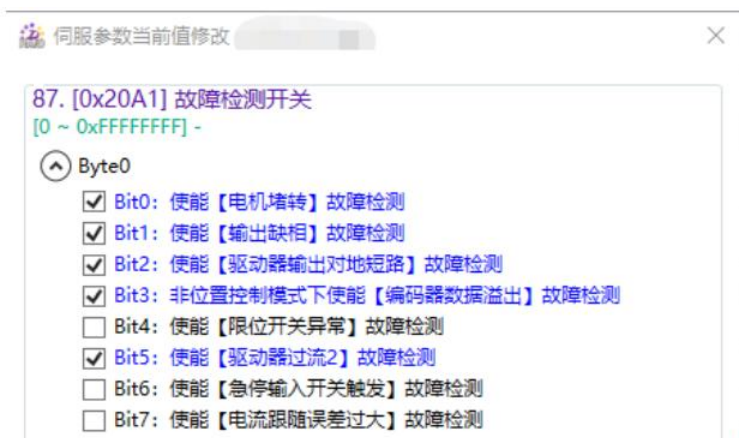 伺服参数当前值修改
87. [0x20A1] 故障检测开关
[0 ~ 0xFFFFFFFF] -
Byte0
Bit0：使能【电机堵转】故障检测
Bit1：使能【输出缺相】故障检测
Bit2：使能【驱动器输出对地短路】故障检测
Bit3：非位置控制模式下使能【编码器数据溢出】故障检测
Bit4：使能【限位开关异常】故障检测
Bit5：使能【驱动器过流2】故障检测
Bit6：使能【急停输入开关触发】故障检测
Bit7：使能【电流跟随误差过大】故障检测